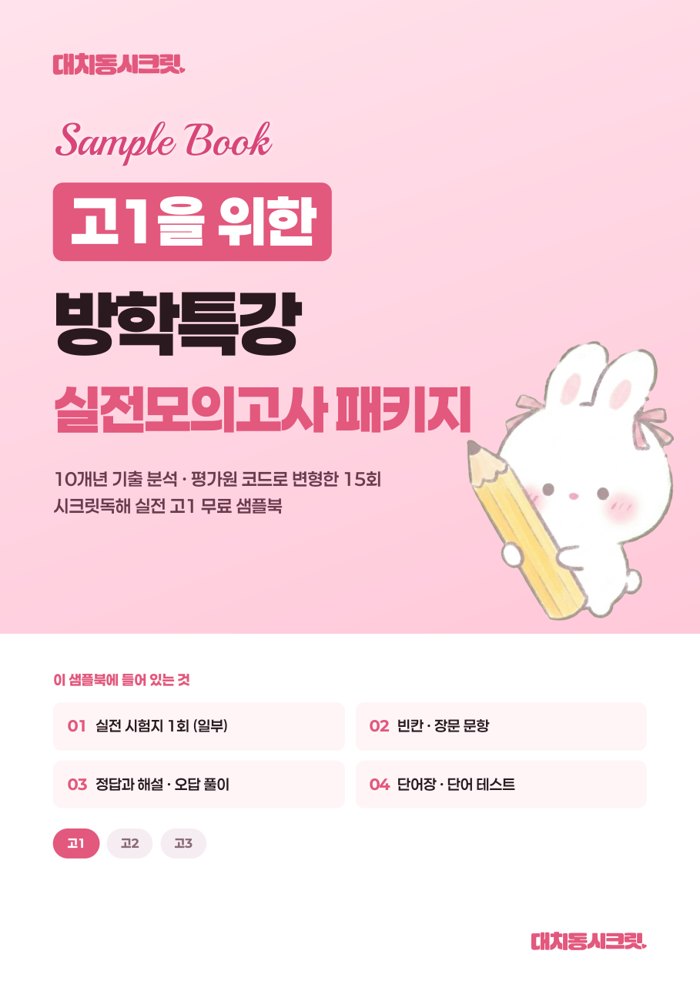 대치동시크릿
Sample Book
고1을 위한
방학특강
실전모의고사 패키지
10개년 기출 분석 · 평가원 코드로 변형한 15회
시크릿독해 실전 고1 무료 샘플북
이 샘플북에 들어 있는 것
01 실전 시험지 1회 (일부)
02 빈칸 · 장문 문항
03 정답과 해설 · 오답 풀이
04 단어장 · 단어 테스트
고1 고2 고3
대치동시크릿